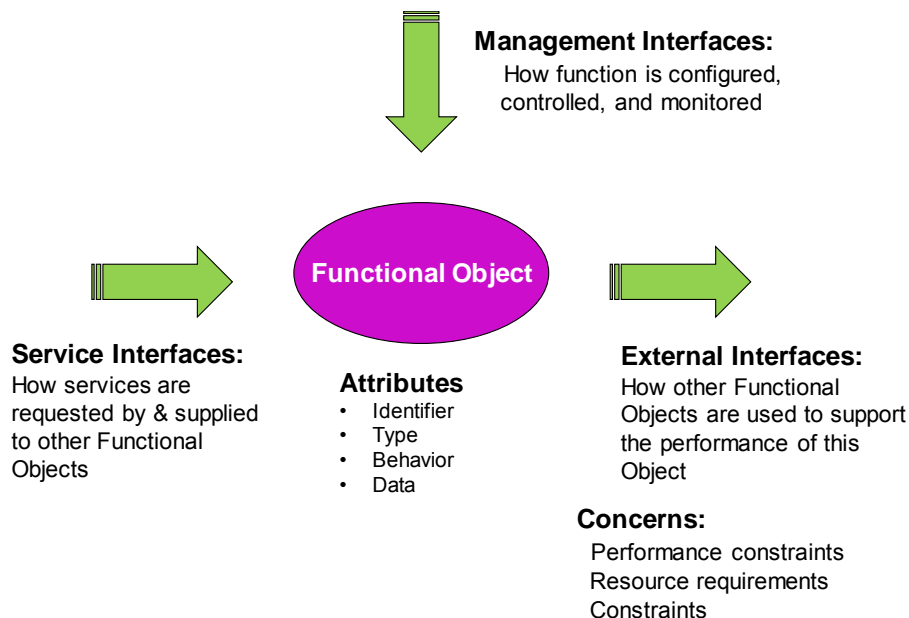 Management Interfaces:
How function is configured,
controlled, and monitored
Functional Object
Service Interfaces:
How services are
requested by & supplied
to other Functional
Objects
Attributes
• Identifier
• Type
• Behavior
• Data
External Interfaces:
How other Functional
Objects are used to support
the performance of this
Object
Concerns:
Performance constraints
Resource requirements
Constraints